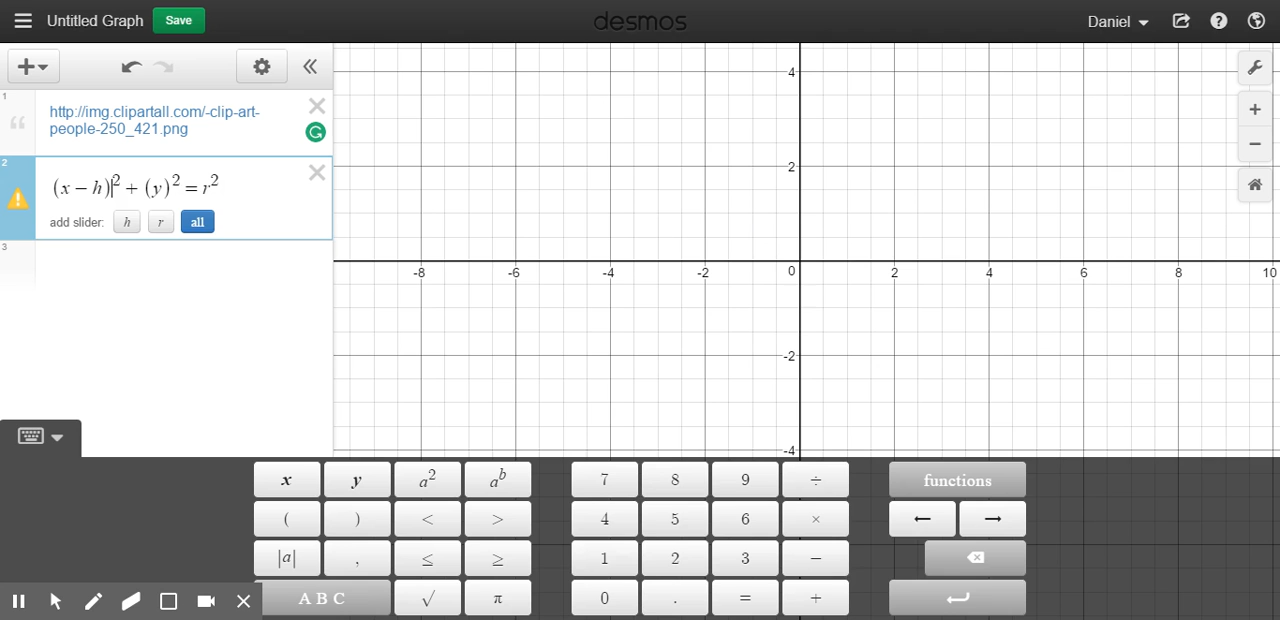 Untitled Graph Save desmos Daniel
1
http://img.clipartall.com/-clip-art-
people-250_421.png
2
(x − h)² + (y)² = r²
add slider: h r all
3
4
2
-8 -6 -4 -2 0 2 4 6 8 10
-2
-4
x y a² aᵇ 7 8 9 ÷ functions
( ) < > 4 5 6 × ← →
|a| , ≤ ≥ 1 2 3 −
A B C √ π 0 . = +